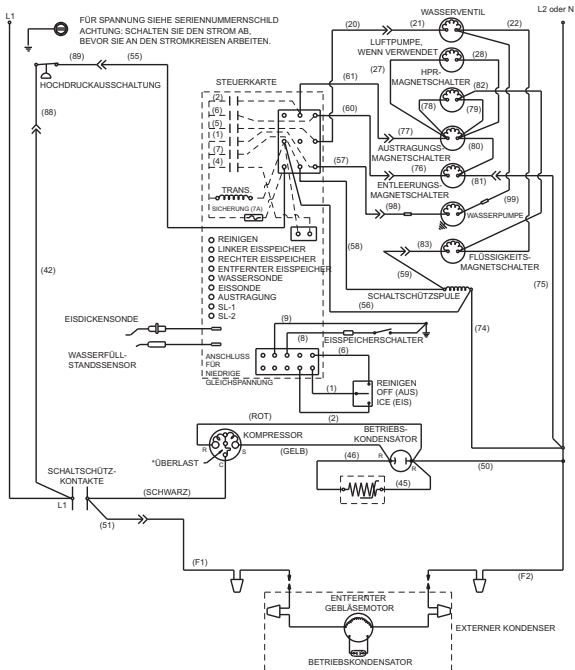 L1
FÜR SPANNUNG SIEHE SERIENNUMMERNSCHILD
ACHTUNG: SCHALTEN SIE DEN STROM AB,
BEVOR SIE AN DEN STROMKREISEN ARBEITEN.
L2 oder N
WASSERVENTIL
(20)
(21)
(22)
LUFTPUMPE,
WENN VERWENDET
(89)
(55)
HOCHDRUCKAUSSCHALTUNG
(88)
STEUERKARTE
(61)
(27)
(28)
HPR-
MAGNETSCHALTER
(82)
(2)
(6)
(5)
(1)
(7)
(4)
(60)
(78)
(79)
(77)
(80)
AUSTRAGUNGS-
MAGNETSCHALTER
(57)
(76)
(81)
ENTLEERUNGS-
MAGNETSCHALTER
TRANS.
SICHERUNG (7A)
(98)
(99)
WASSERPUMPE
(58)
(83)
REINIGEN
LINKER EISSPEICHER
RECHTER EISSPEICHER
ENTFERNTER EISSPEICHER
WASSERSONDE
EISSONDE
AUSTRAGUNG
SL-1
SL-2
(42)
FLÜSSIGKEITS-
MAGNETSCHALTER
(59)
(75)
SCHALTSCHÜTZSPULE
(56)
(74)
EISDICKENSONDE
WASSERFÜLL-
STANDSSENSOR
(9)
(8)
EISSPEICHERSCHALTER
(6)
ANSCHLUSS
FÜR
NIEDRIGE
GLEICHSPANNUNG
(1)
REINIGEN
OFF (AUS)
ICE (EIS)
(2)
(ROT)
KOMPRESSOR
BETRIEBS-
KONDENSATOR
R
S
C
(GELB)
R
R
*ÜBERLAST
(46)
(50)
(45)
SCHALTSCHÜTZ-
KONTAKTE
(SCHWARZ)
L1
(51)
(F1)
(F2)
ENTFERNTER
GEBLÄSEMOTOR
EXTERNER KONDENSER
BETRIEBSKONDENSATOR